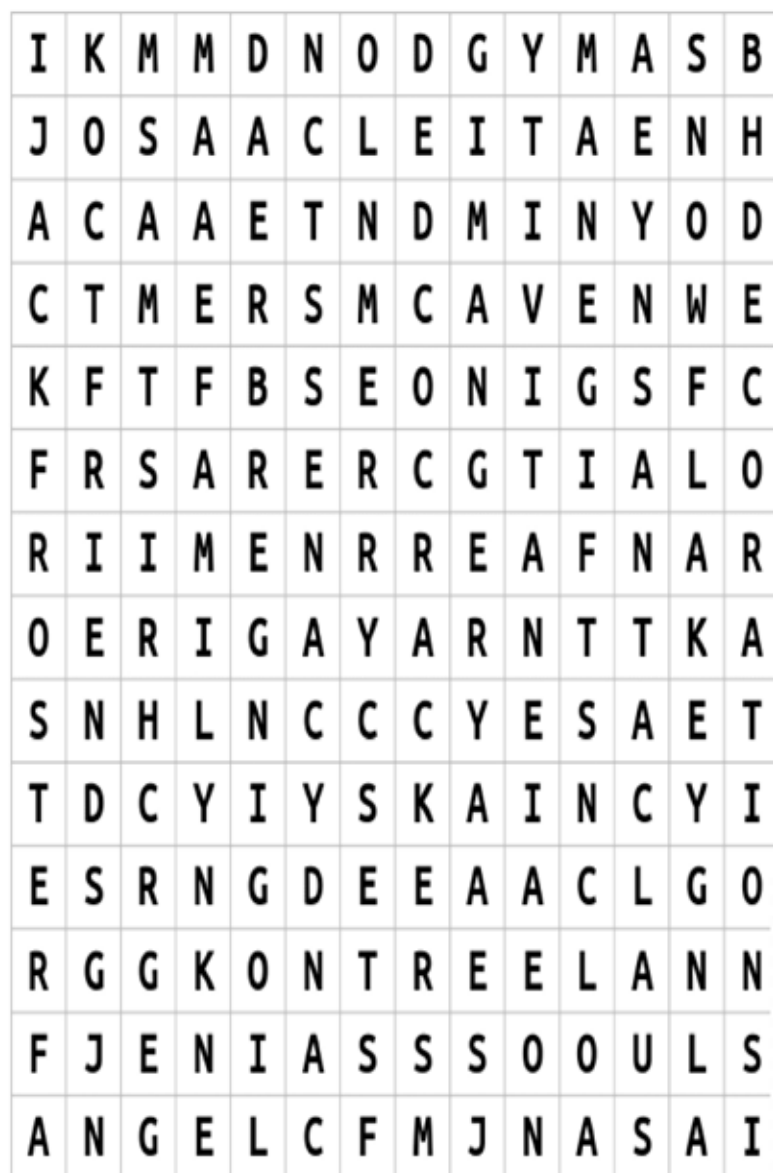 I K M M D N O D G Y M A S B
J O S A A C L E I T A E N H
A C A A E T N D M I N Y O D
C T M E R S M C A V E N W E
K F T F B S E O N I G S F C
F R S A R E R C G T I A L O
R I I M E N R R E A F N A R
O E R I G A Y A R N T T K A
S N H L N C C C Y E S A E T
T D C Y I Y S K A I N C Y I
E S R N G D E E A A C L G O
R G G K O N T R E E L A N N
F J E N I A S S S O O U L S
A N G E L C F M J N A S A I